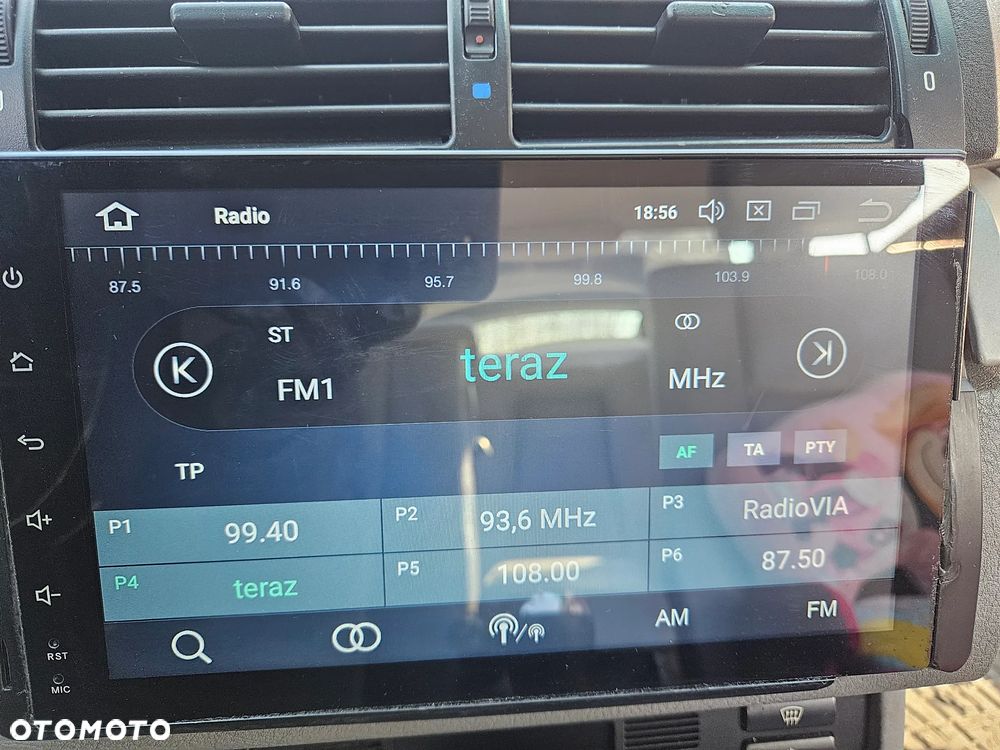 0
Radio
18:56
87.5 91.6 95.7 99.8 103.9 108.0
ST
FM1
teraz
MHz
TP
AF TA PTY
P1 99.40
P2 93,6 MHz
P3 RadioVIA
P4 teraz
P5 108.00
P6 87.50
AM
FM
RST
MIC
OTOMOTO